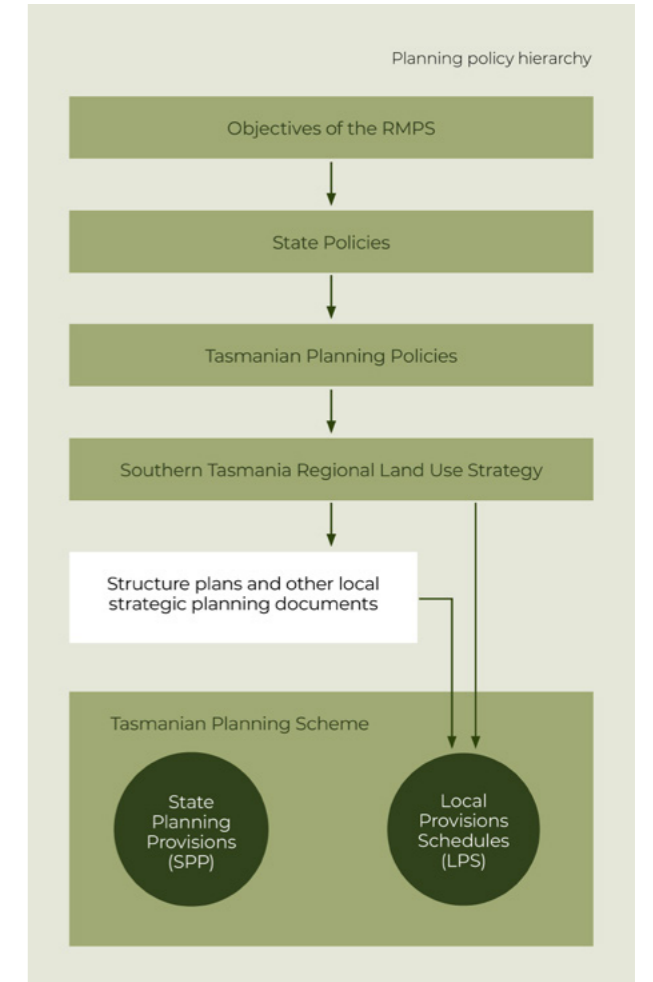 Planning policy hierarchy
Objectives of the RMPS
State Policies
Tasmanian Planning Policies
Southern Tasmania Regional Land Use Strategy
Structure plans and other local
strategic planning documents
Tasmanian Planning Scheme
State
Planning
Provisions
(SPP)
Local
Provisions
Schedules
(LPS)